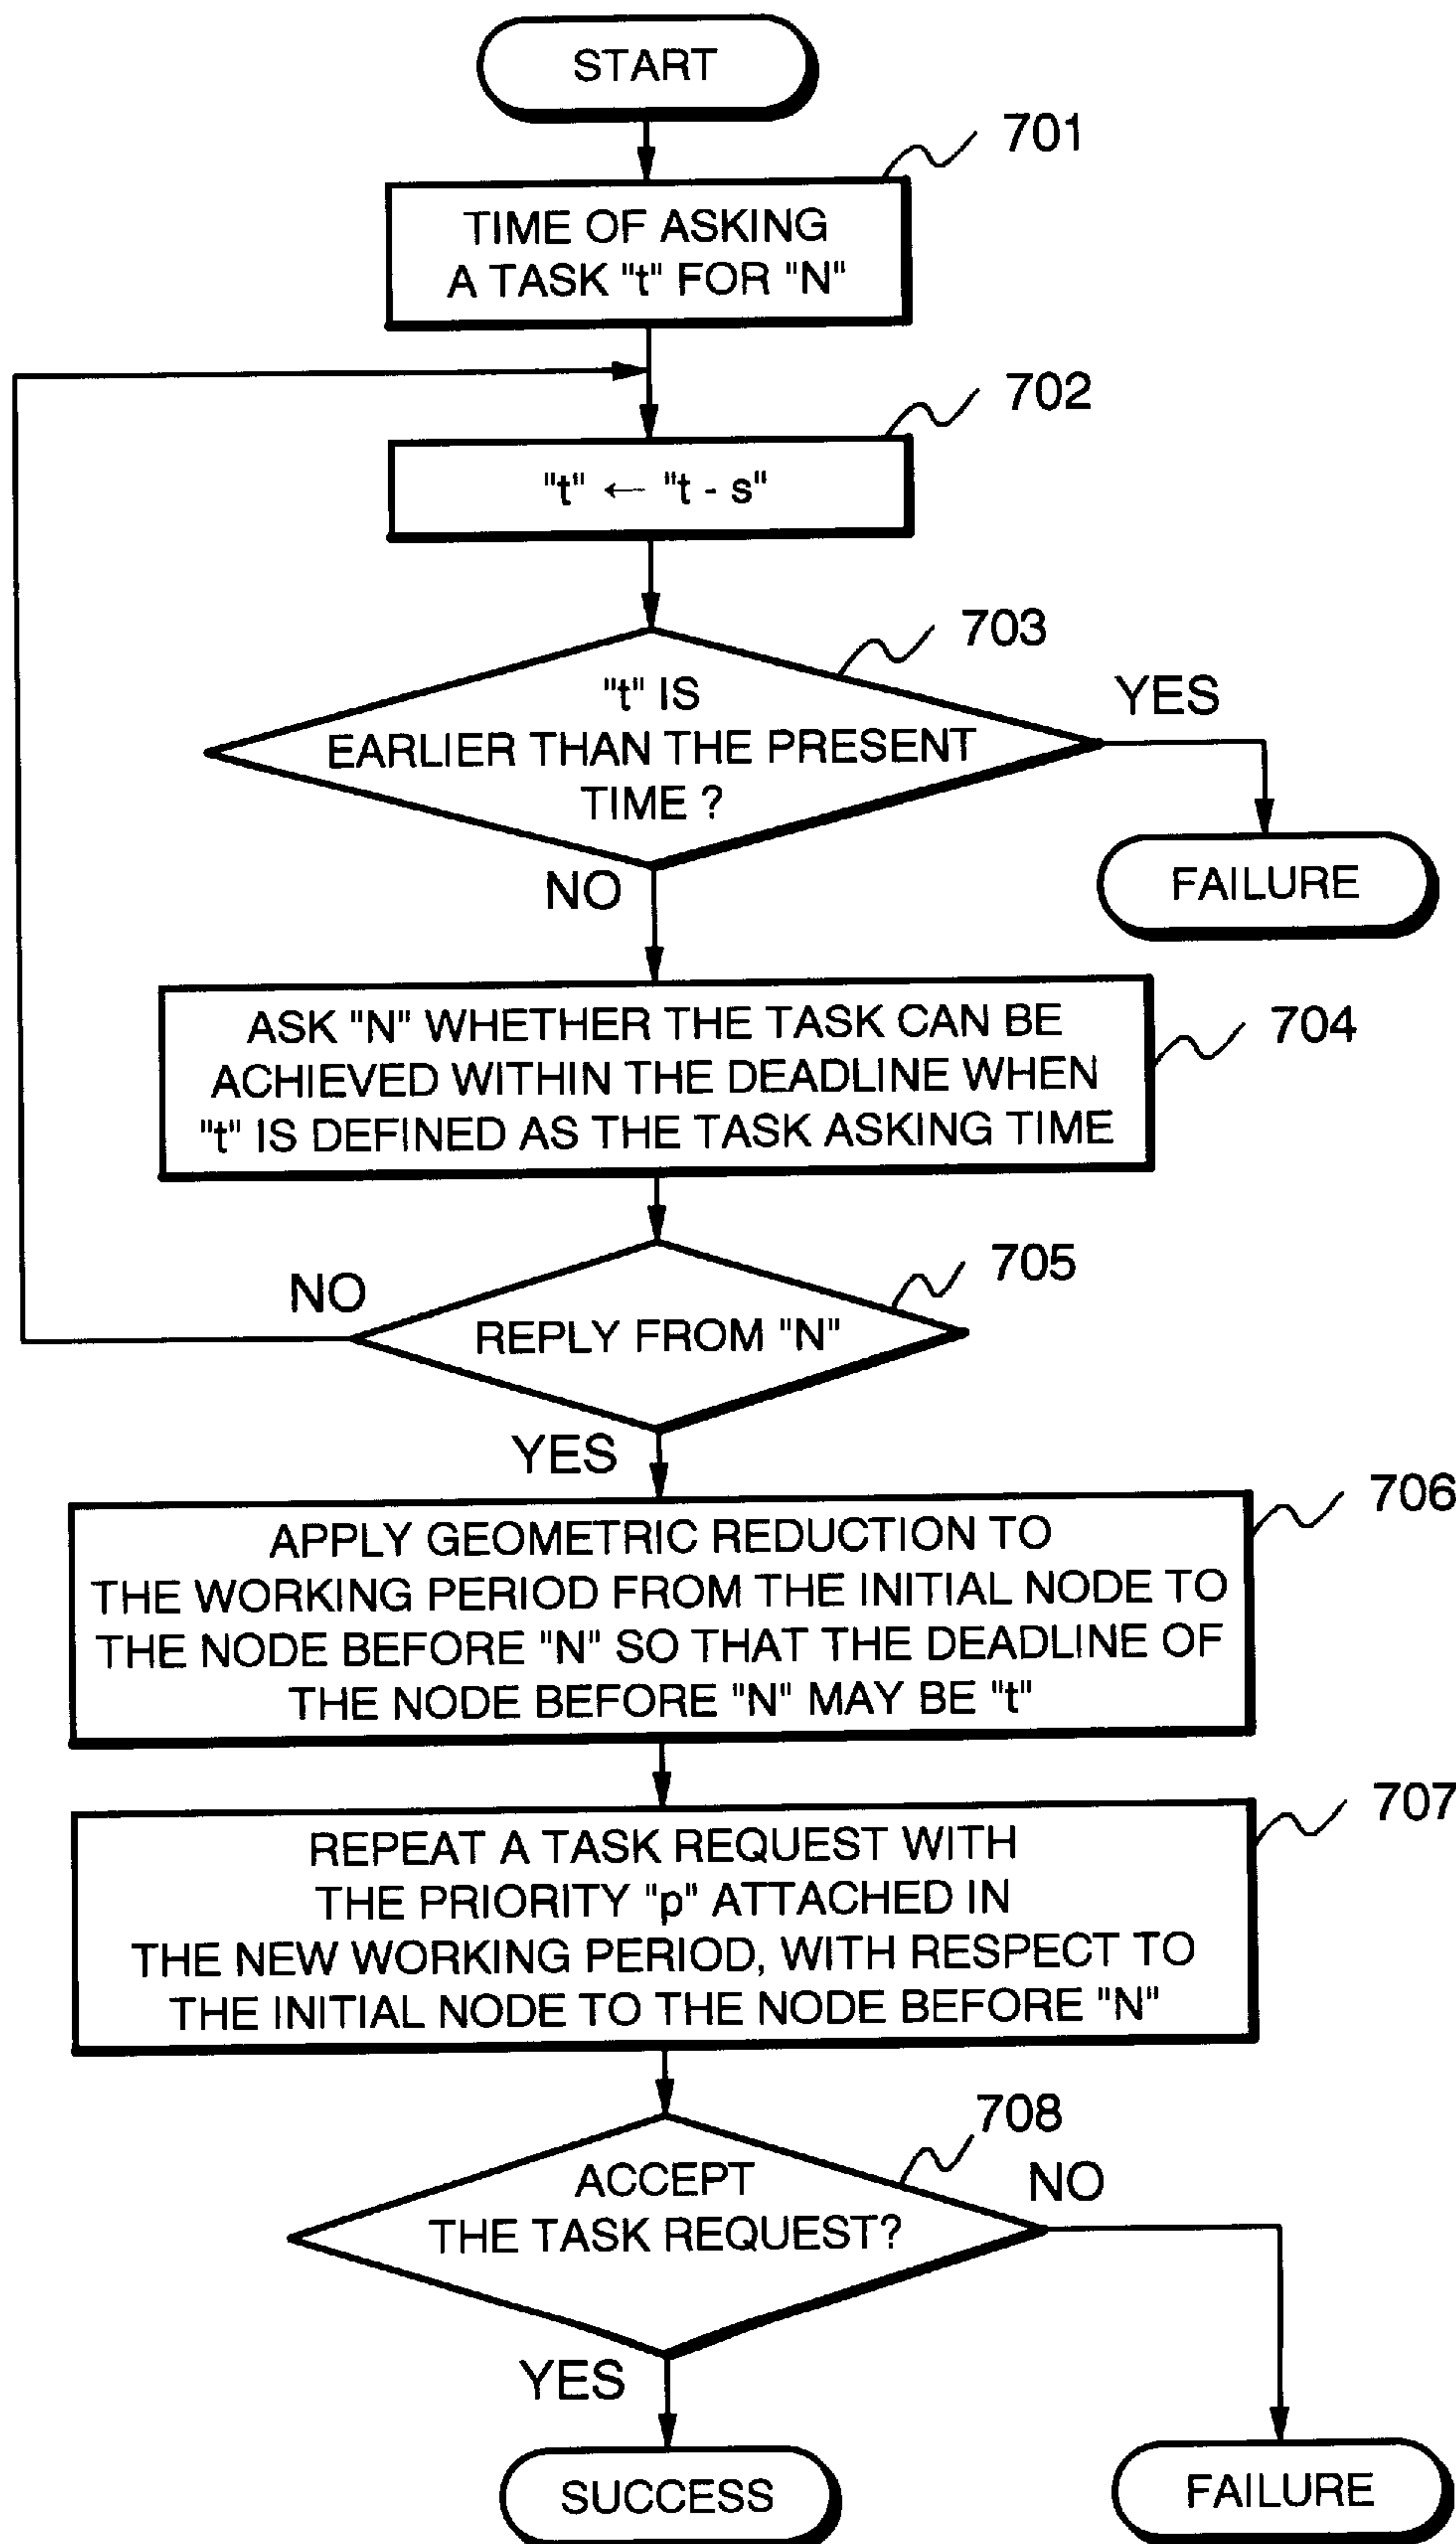 START
701
TIME OF ASKING
A TASK "t" FOR "N"
702
"t" ← "t - s"
703
"t" IS
EARLIER THAN THE PRESENT
TIME ?
YES
FAILURE
NO
ASK "N" WHETHER THE TASK CAN BE
ACHIEVED WITHIN THE DEADLINE WHEN
"t" IS DEFINED AS THE TASK ASKING TIME
704
705
NO
REPLY FROM "N"
YES
706
APPLY GEOMETRIC REDUCTION TO
THE WORKING PERIOD FROM THE INITIAL NODE TO
THE NODE BEFORE "N" SO THAT THE DEADLINE OF
THE NODE BEFORE "N" MAY BE "t"
707
REPEAT A TASK REQUEST WITH
THE PRIORITY "p" ATTACHED IN
THE NEW WORKING PERIOD, WITH RESPECT TO
THE INITIAL NODE TO THE NODE BEFORE "N"
708
ACCEPT
THE TASK REQUEST?
NO
YES
SUCCESS
FAILURE